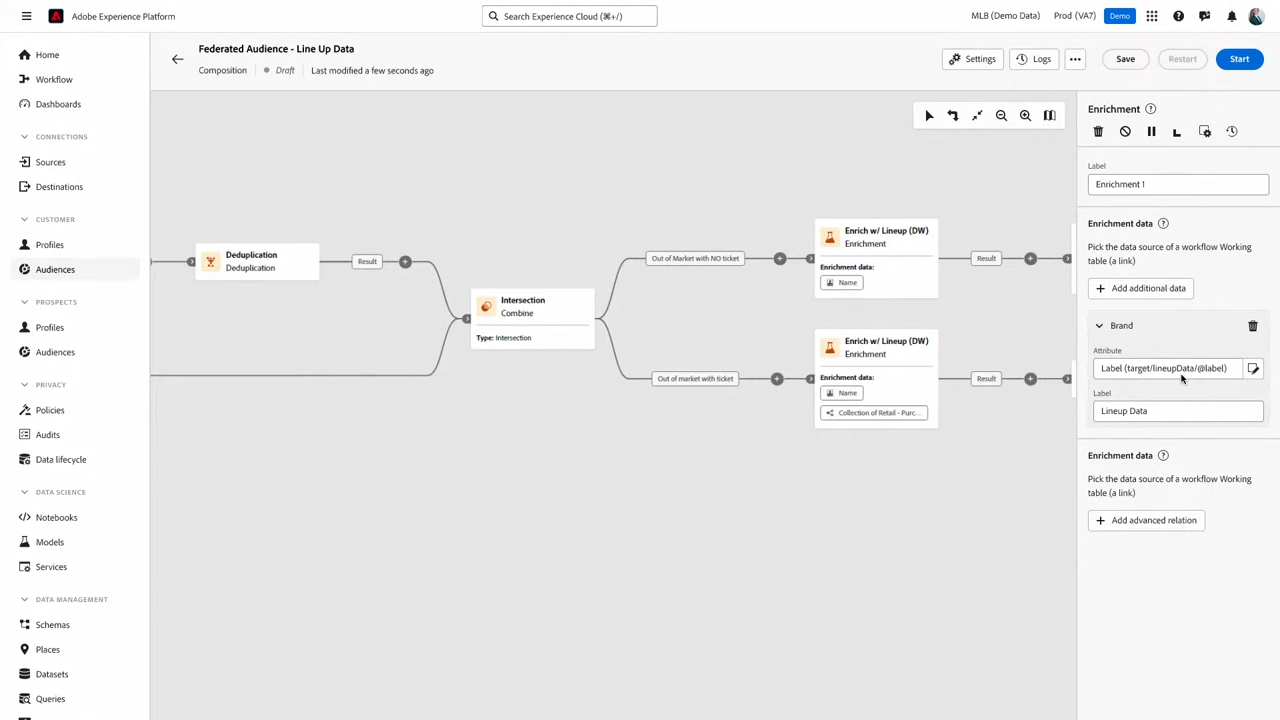 Adobe Experience Platform
Search Experience Cloud (⌘+/)
MLB (Demo Data)
Prod (VA7)
Demo
Home
Workflow
Dashboards
CONNECTIONS
Sources
Destinations
CUSTOMER
Profiles
Audiences
PROSPECTS
Profiles
Audiences
PRIVACY
Policies
Audits
Data lifecycle
DATA SCIENCE
Notebooks
Models
Services
DATA MANAGEMENT
Schemas
Places
Datasets
Queries
Federated Audience - Line Up Data
Composition
Draft
Last modified a few seconds ago
Settings
Logs
Save
Restart
Start
Deduplication
Deduplication
Result
Intersection
Combine
Type: Intersection
Out of Market with NO ticket
Enrich w/ Lineup (DW)
Enrichment
Enrichment data:
Name
Result
Out of market with ticket
Enrich w/ Lineup (DW)
Enrichment
Enrichment data:
Name
Collection of Retail - Purc...
Result
Enrichment
Label
Enrichment 1
Enrichment data
Pick the data source of a workflow Working
table (a link)
Add additional data
Brand
Attribute
Label (target/lineupData/@label)
Label
Lineup Data
Enrichment data
Pick the data source of a workflow Working
table (a link)
Add advanced relation